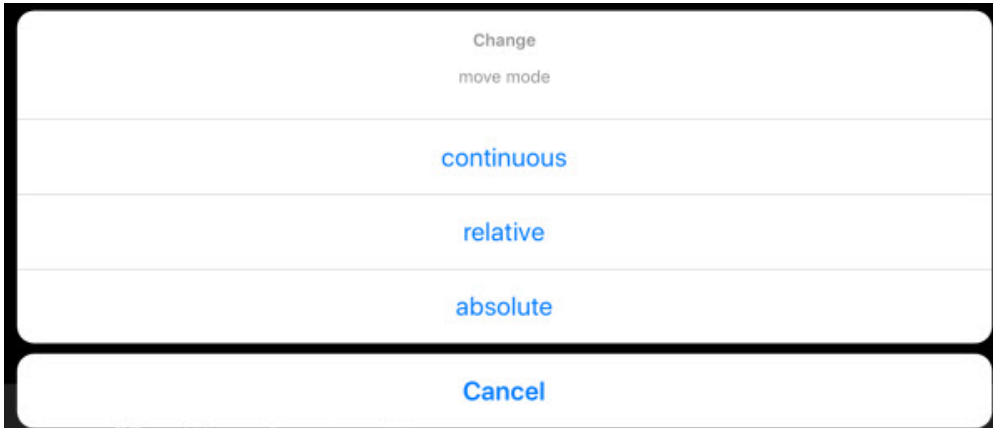 Change
move mode
continuous
relative
absolute
Cancel